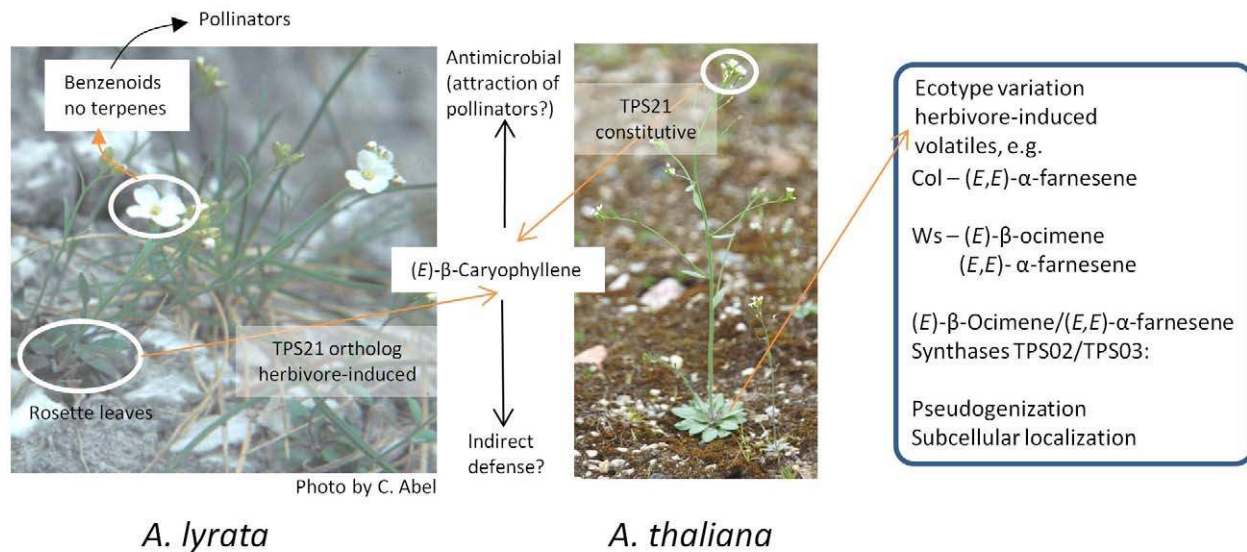 Pollinators
Benzenoids
no terpenes
Rosette leaves
TPS21 ortholog
herbivore-induced
Photo by C. Abel
A. lyrata
Antimicrobial
(attraction of
pollinators?)
(E)-β-Caryophyllene
Indirect
defense?
TPS21
constitutive
A. thaliana
Ecotype variation
herbivore-induced
volatiles, e.g.
Col – (E,E)-α-farnesene
Ws – (E)-β-ocimene
(E,E)- α-farnesene
(E)-β-Ocimene/(E,E)-α-farnesene
Synthases TPS02/TPS03:
Pseudogenization
Subcellular localization